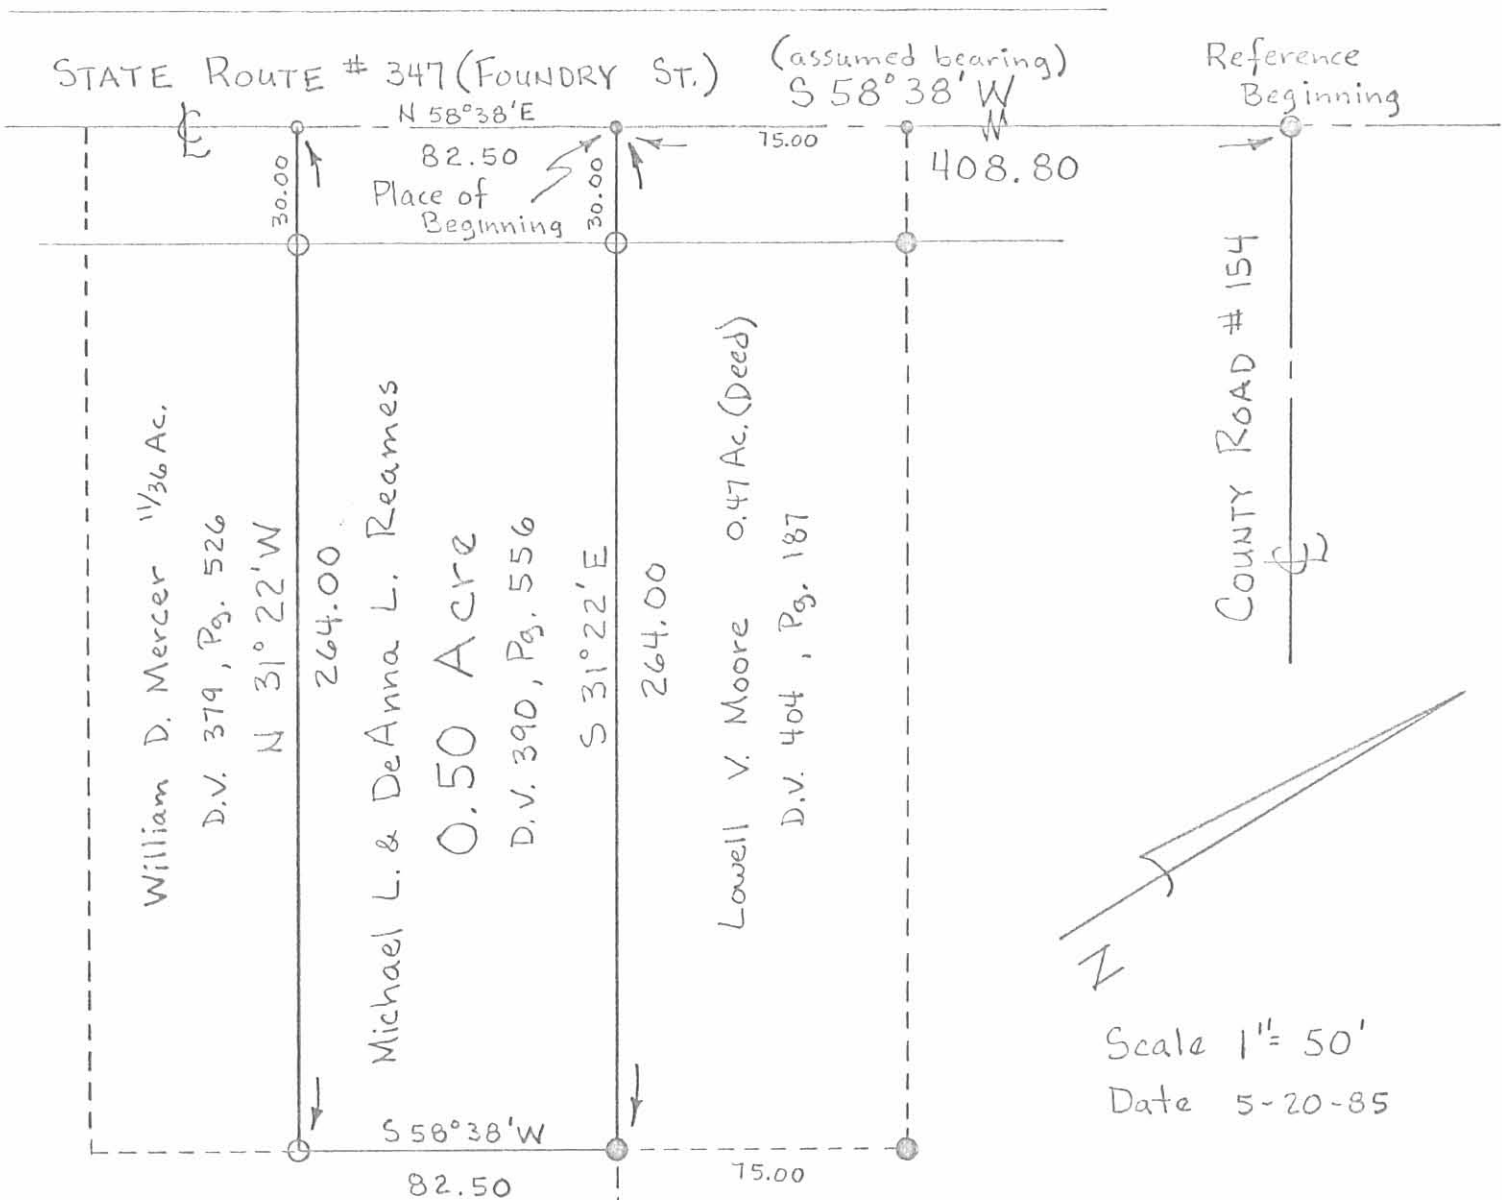 STATE ROUTE # 347 (FOUNDRY ST.)
(assumed bearing)
S 58°38'W
Reference
Beginning
℄
N 58°38'E
82.50
75.00
408.80
Place of
Beginning
30.00
30.00
William D. Mercer 11/36 Ac.
D.V. 379, Pg. 526
N 31°22'W
264.00
Michael L. & DeAnna L. Reames
0.50 Acre
D.V. 390, Pg. 556
S 31°22'E
264.00
Lowell V. Moore 0.47 Ac. (Deed)
D.V. 404, Pg. 187
COUNTY ROAD # 154
℄
N
Scale 1"= 50'
Date 5-20-85
S 58°38'W
82.50
75.00